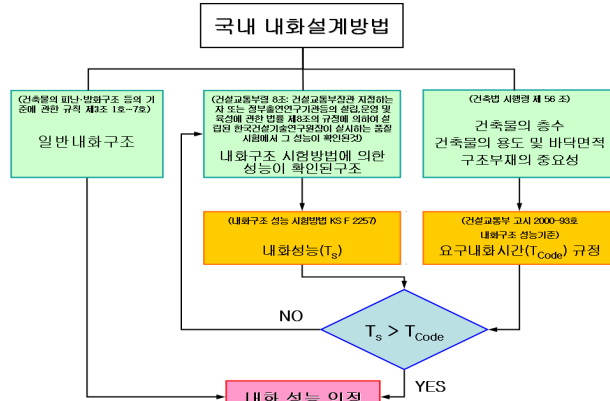 국내 내화설계방법
(건축물의 피난·방화구조 등의 기
준에 관한 규칙 제3조 1호~7호)
일반내화구조
(건설교통부령 8조: 건설교통부장관 지정하는
자 또는 정부출연연구기관등의 설립,운영 및
육성에 관한 법률 제8조의 규정에 의하여 설
립된 한국건설기술연구원장이 실시하는 품질
시험에서 그 성능이 확인된것)
내화구조 시험방법에 의한
성능이 확인된구조
(건축법 시행령 제 56 조)
건축물의 층수
건축물의 용도 및 바닥면적
구조부재의 중요성
(내화구조 성능 시험방법 KS F 2257)
내화성능(Ts)
(건설교통부 고시 2000-93호
내화구조 성능기준)
요구내화시간(TCode) 규정
NO
Ts > TCode
YES
내화 성능 인정